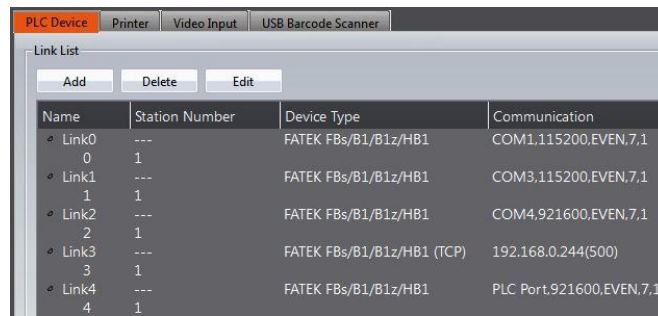 PLC Device Printer Video Input USB Barcode Scanner
Link List
Add Delete Edit
Name Station Number Device Type Communication
Link0 --- FATEK FBs/B1/B1z/HB1 COM1,115200,EVEN,7,1
0 1
Link1 --- FATEK FBs/B1/B1z/HB1 COM3,115200,EVEN,7,1
1 1
Link2 --- FATEK FBs/B1/B1z/HB1 COM4,921600,EVEN,7,1
2 1
Link3 --- FATEK FBs/B1/B1z/HB1 (TCP) 192.168.0.244(500)
3 1
Link4 --- FATEK FBs/B1/B1z/HB1 PLC Port,921600,EVEN,7,1
4 1